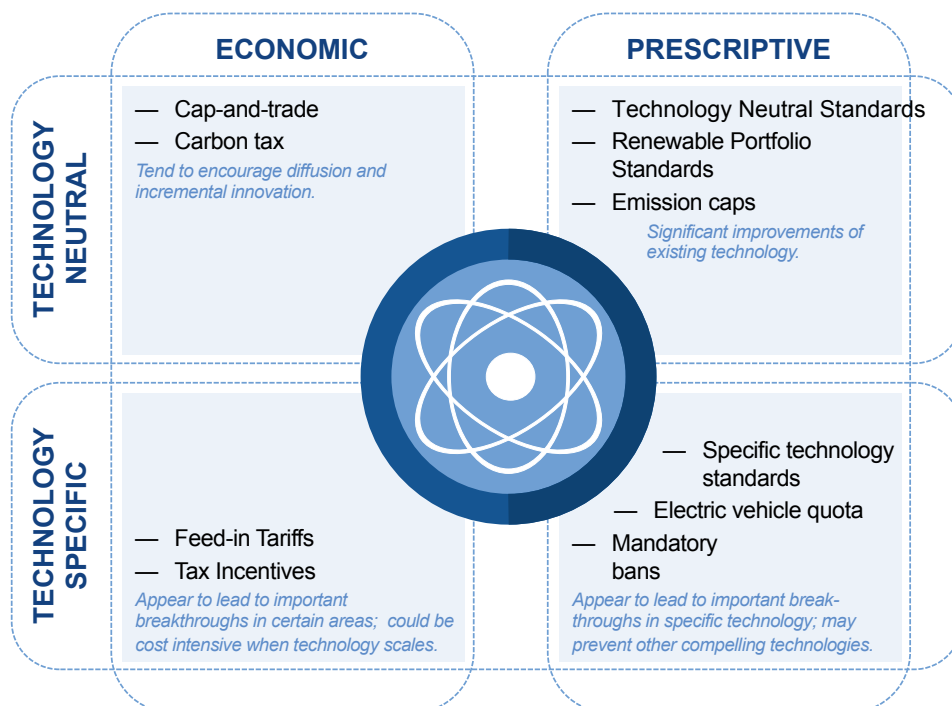 ECONOMIC
PRESCRIPTIVE
TECHNOLOGY
NEUTRAL
— Cap-and-trade
— Carbon tax
Tend to encourage diffusion and
incremental innovation.
— Technology Neutral Standards
— Renewable Portfolio
Standards
— Emission caps
Significant improvements of
existing technology.
TECHNOLOGY
SPECIFIC
— Feed-in Tariffs
— Tax Incentives
Appear to lead to important
breakthroughs in certain areas; could be
cost intensive when technology scales.
— Specific technology
standards
— Electric vehicle quota
— Mandatory
bans
Appear to lead to important break-
throughs in specific technology; may
prevent other compelling technologies.